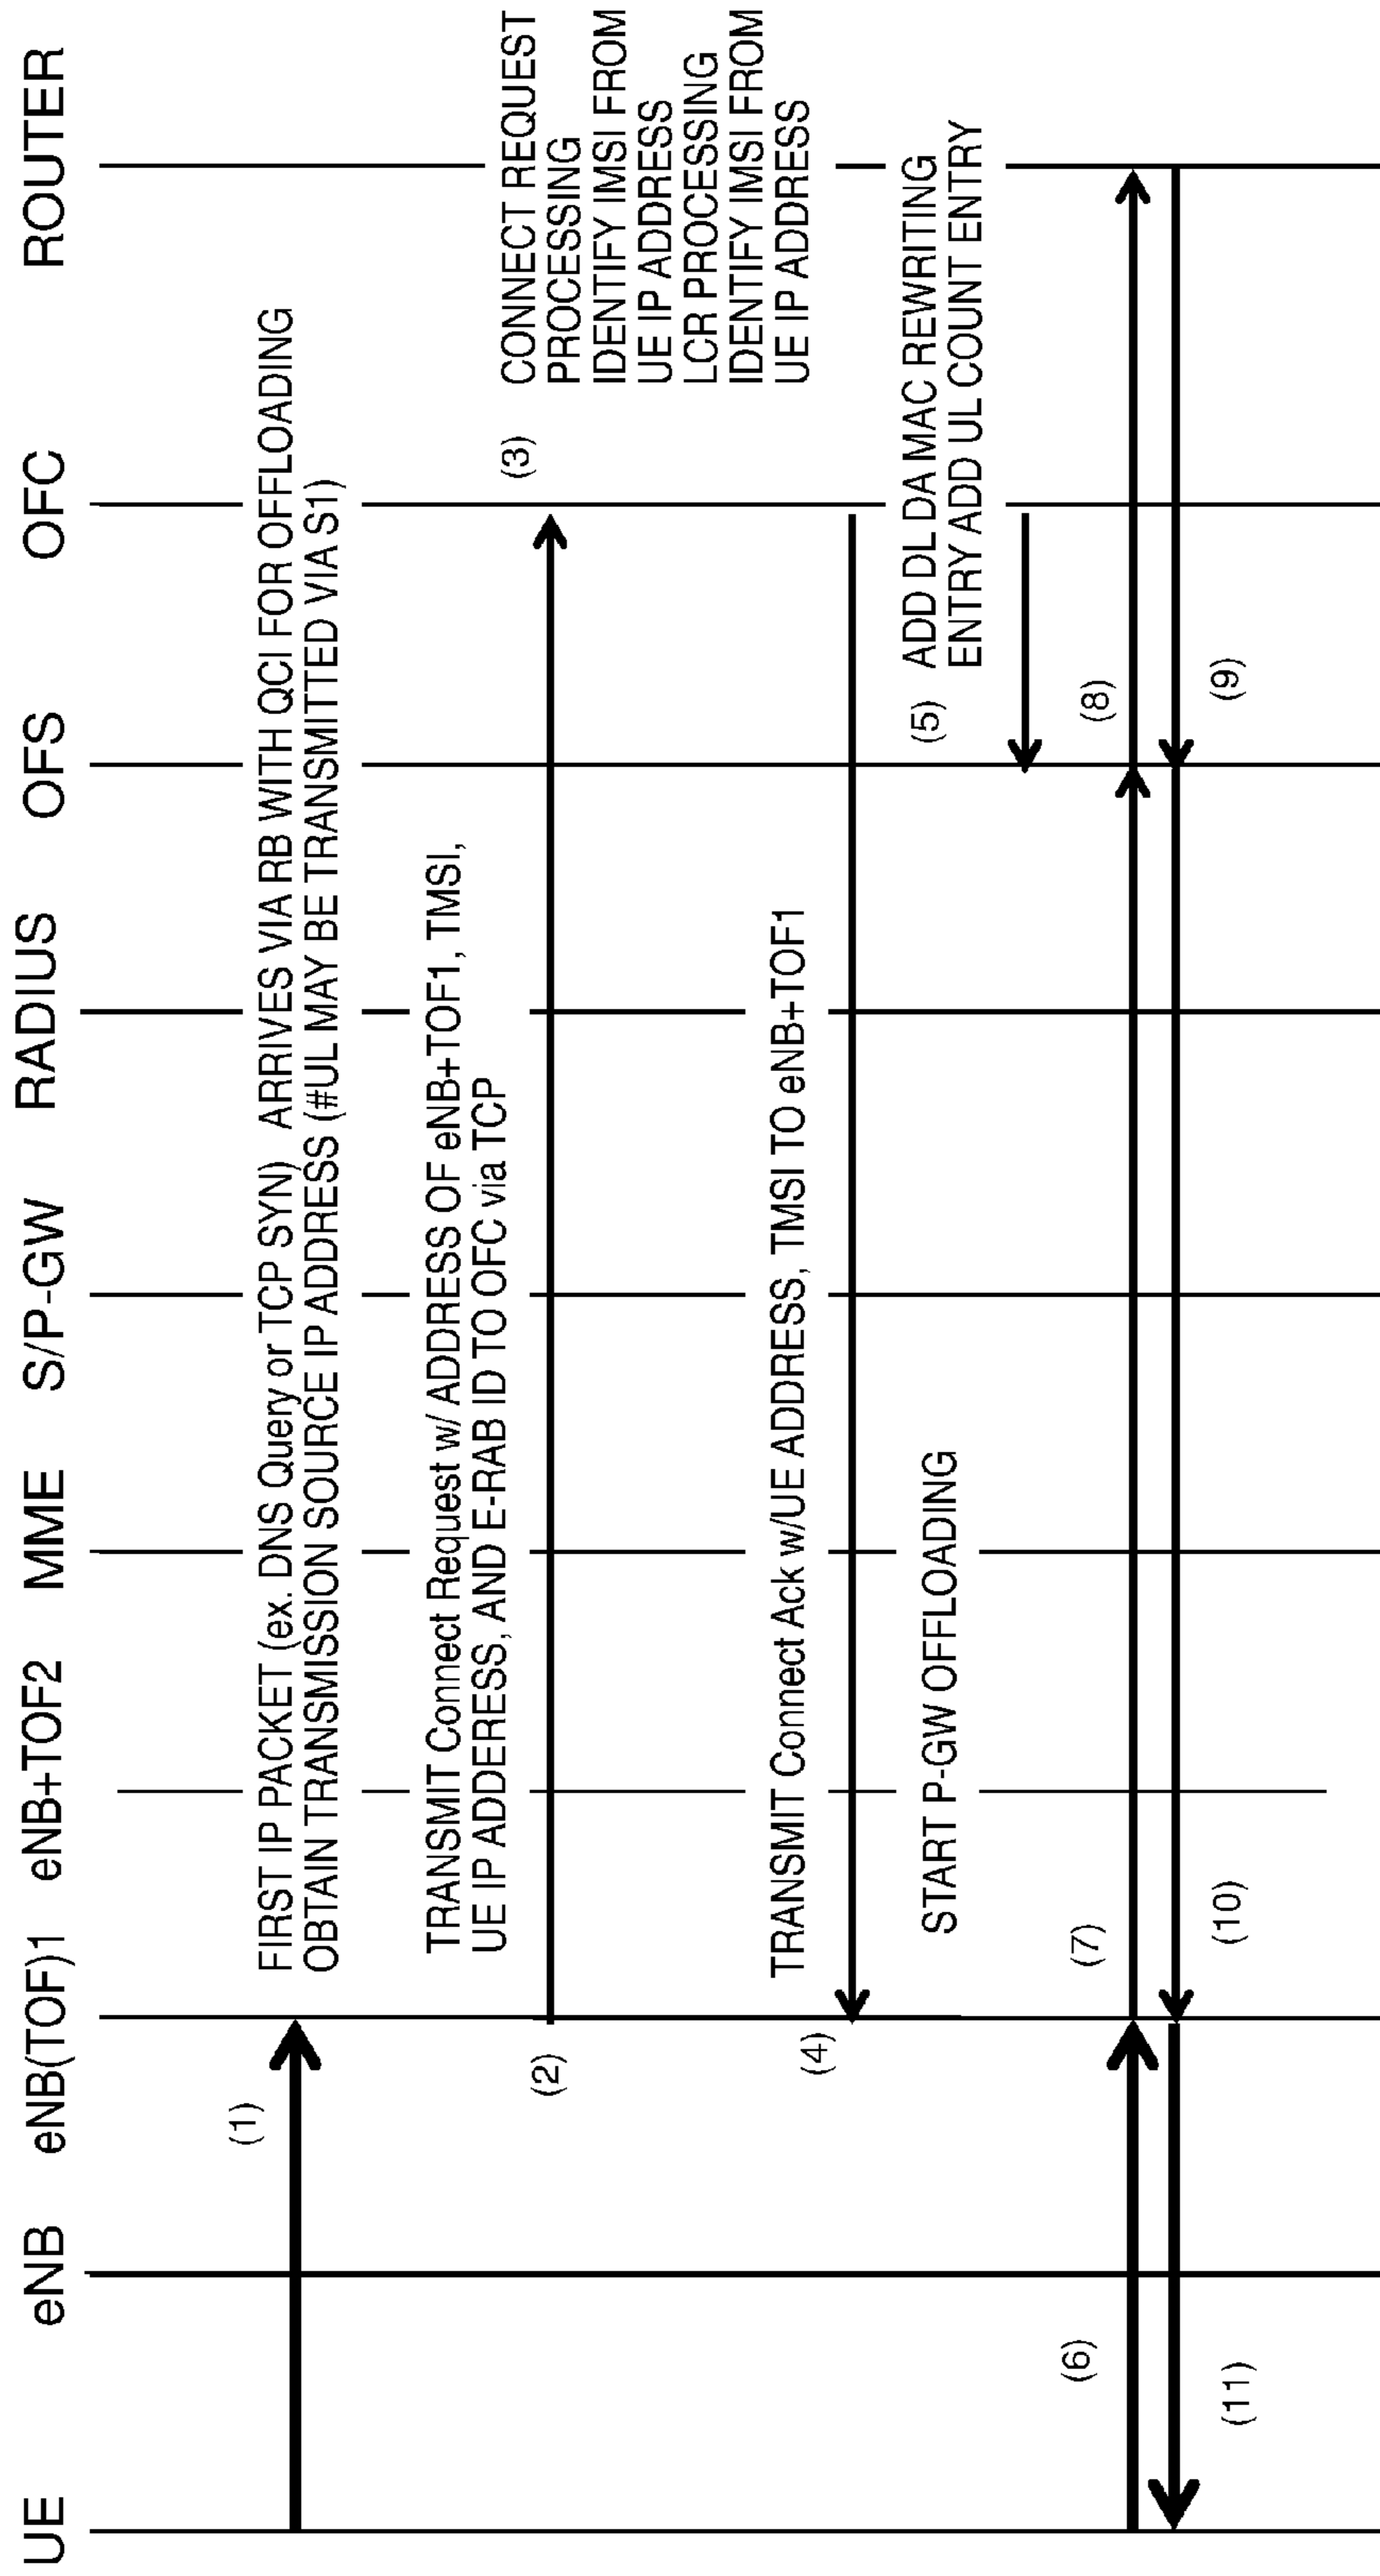 UE
eNB
eNB(TOF)1
eNB+TOF2
MME
S/P-GW
RADIUS
OFS
OFC
ROUTER
(1)
FIRST IP PACKET (ex. DNS Query or TCP SYN) ARRIVES VIA RB WITH QCI FOR OFFLOADING
OBTAIN TRANSMISSION SOURCE IP ADDRESS (#UL MAY BE TRANSMITTED VIA S1)
TRANSMIT Connect Request w/ ADDRESS OF eNB+TOF1, TMSI,
UE IP ADDERESS, AND E-RAB ID TO OFC via TCP
(2)
(3)
CONNECT REQUEST
PROCESSING
IDENTIFY IMSI FROM
UE IP ADDRESS
LCR PROCESSING
IDENTIFY IMSI FROM
UE IP ADDRESS
TRANSMIT Connect Ack w/UE ADDRESS, TMSI TO eNB+TOF1
(4)
(5)
ADD DL DA MAC REWRITING
ENTRY ADD UL COUNT ENTRY
START P-GW OFFLOADING
(6)
(7)
(8)
(9)
(10)
(11)